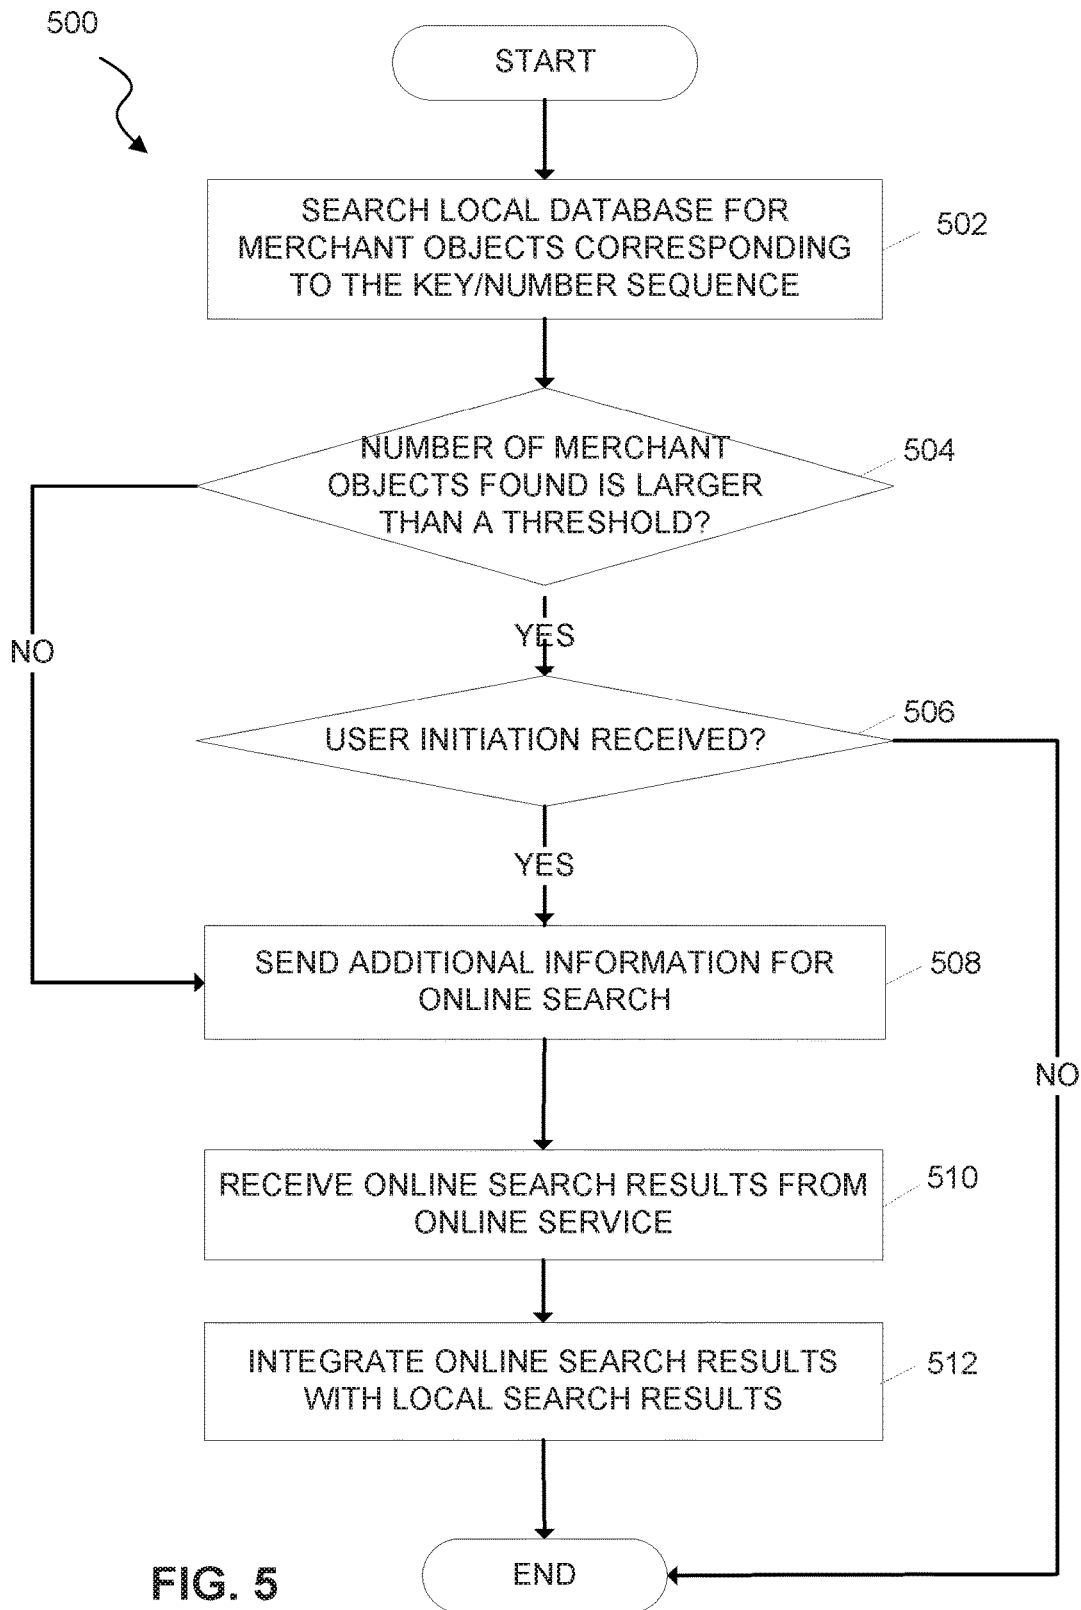 500
START
SEARCH LOCAL DATABASE FOR
MERCHANT OBJECTS CORRESPONDING
TO THE KEY/NUMBER SEQUENCE
502
NUMBER OF MERCHANT
OBJECTS FOUND IS LARGER
THAN A THRESHOLD?
504
NO
YES
USER INITIATION RECEIVED?
506
YES
SEND ADDITIONAL INFORMATION FOR
ONLINE SEARCH
508
NO
RECEIVE ONLINE SEARCH RESULTS FROM
ONLINE SERVICE
510
INTEGRATE ONLINE SEARCH RESULTS
WITH LOCAL SEARCH RESULTS
512
END
FIG. 5